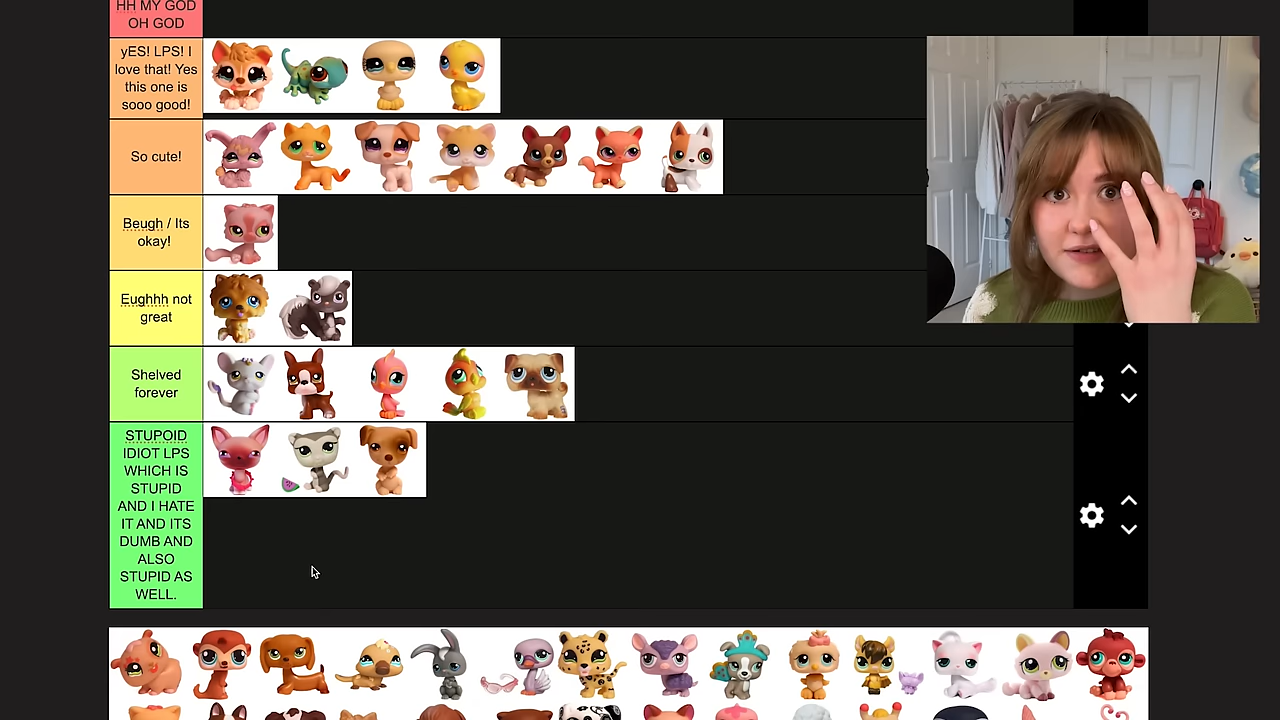 HH MY GOD
OH GOD
yES! LPS! I
love that! Yes
this one is
sooo good!
So cute!
Beugh / Its
okay!
Eughhh not
great
Shelved
forever
STUPOID
IDIOT LPS
WHICH IS
STUPID
AND I HATE
IT AND ITS
DUMB AND
ALSO
STUPID AS
WELL.